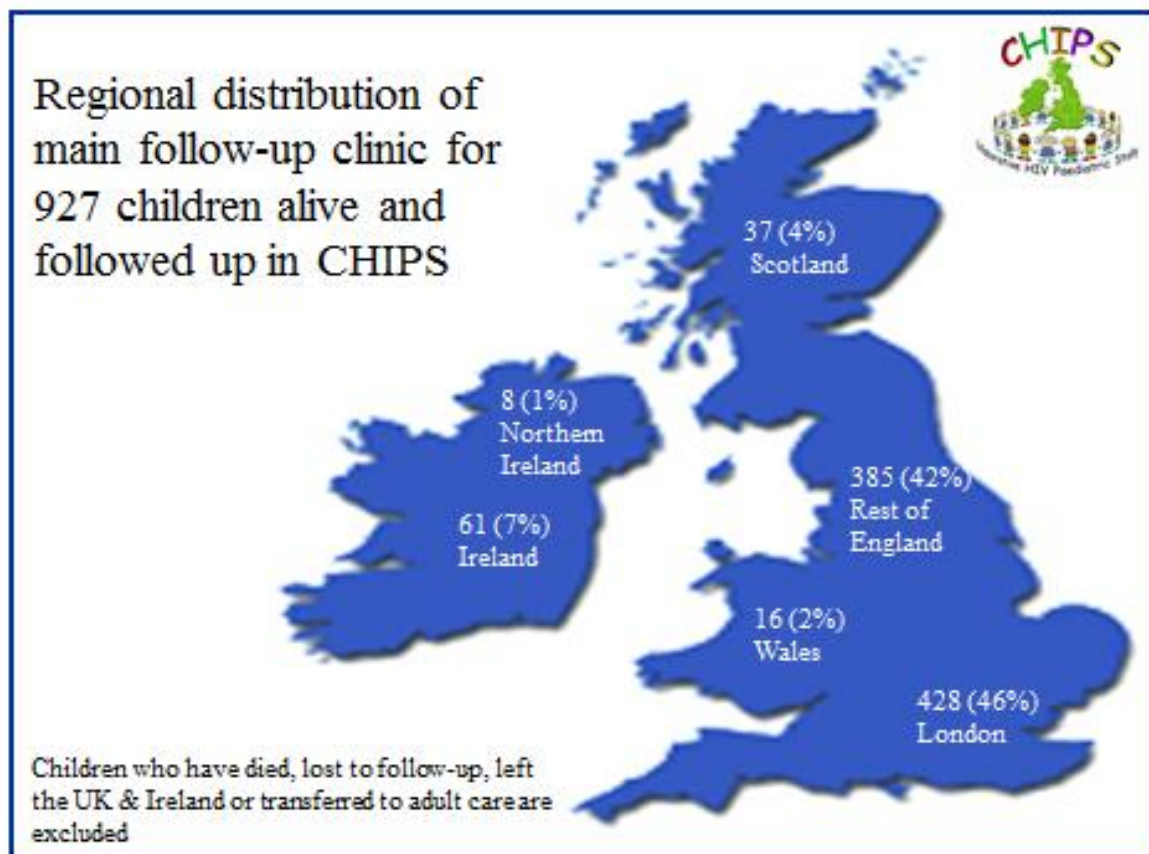 Regional distribution of
main follow-up clinic for
927 children alive and
followed up in CHIPS
CHIPS
HIV Paediatric
37 (4%)
Scotland
8 (1%)
Northern
Ireland
61 (7%)
Ireland
385 (42%)
Rest of
England
16 (2%)
Wales
428 (46%)
London
Children who have died, lost to follow-up, left
the UK & Ireland or transferred to adult care are
excluded